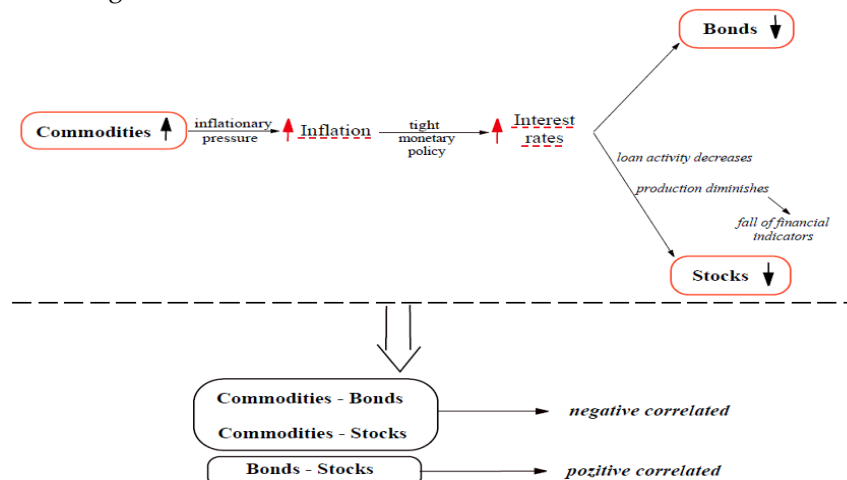 Bonds
Commodities
inflationary
pressure
Inflation
tight
monetary
policy
Interest
rates
loan activity decreases
production diminishes
fall of financial
indicators
Stocks
Commodities - Bonds
Commodities - Stocks
negative correlated
Bonds - Stocks
pozitive correlated